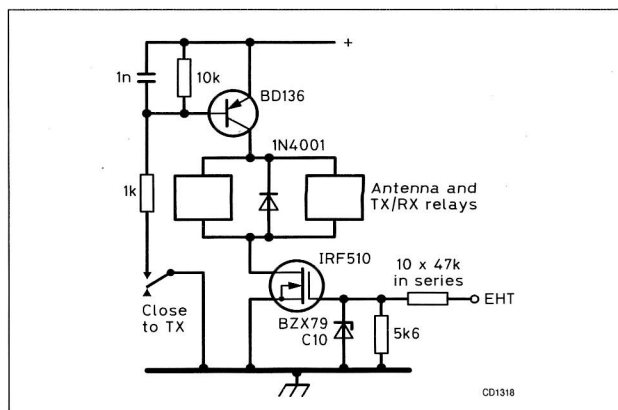 +
1n
10k
BD136
1N4001
1k
Antenna and
TX/RX relays
IRF510
10 x 47k
in series
EHT
Close
to TX
BZX79
C10
5k6
CD1318